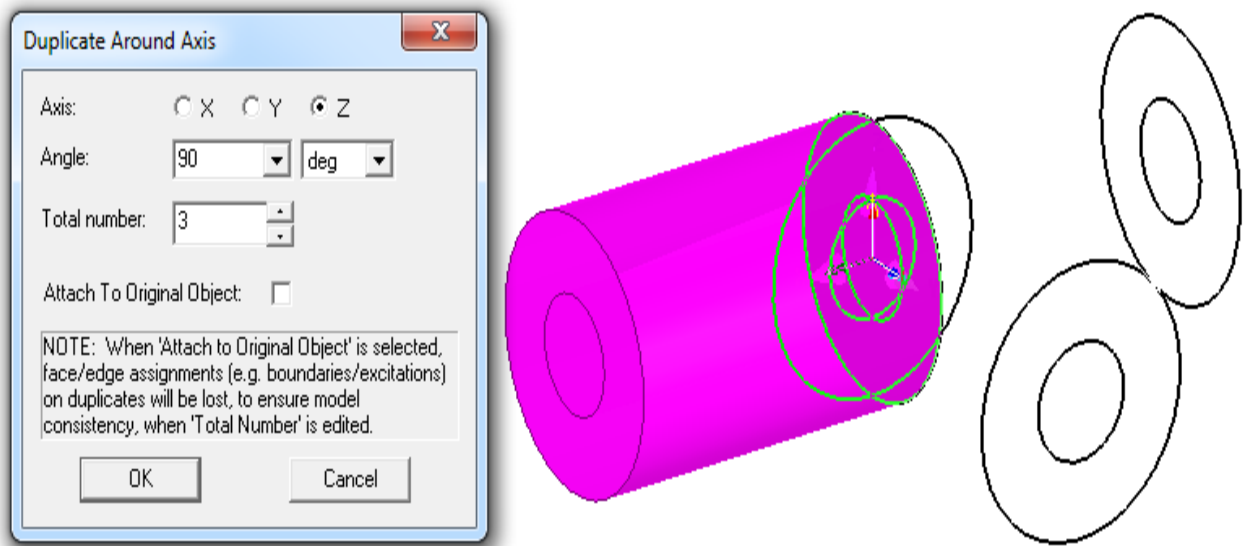 Duplicate Around Axis
Axis: X Y Z
Angle: 90 deg
Total number: 3
Attach To Original Object:
NOTE: When 'Attach to Original Object' is selected,
face/edge assignments (e.g. boundaries/excitations)
on duplicates will be lost, to ensure model
consistency, when 'Total Number' is edited.
OK Cancel